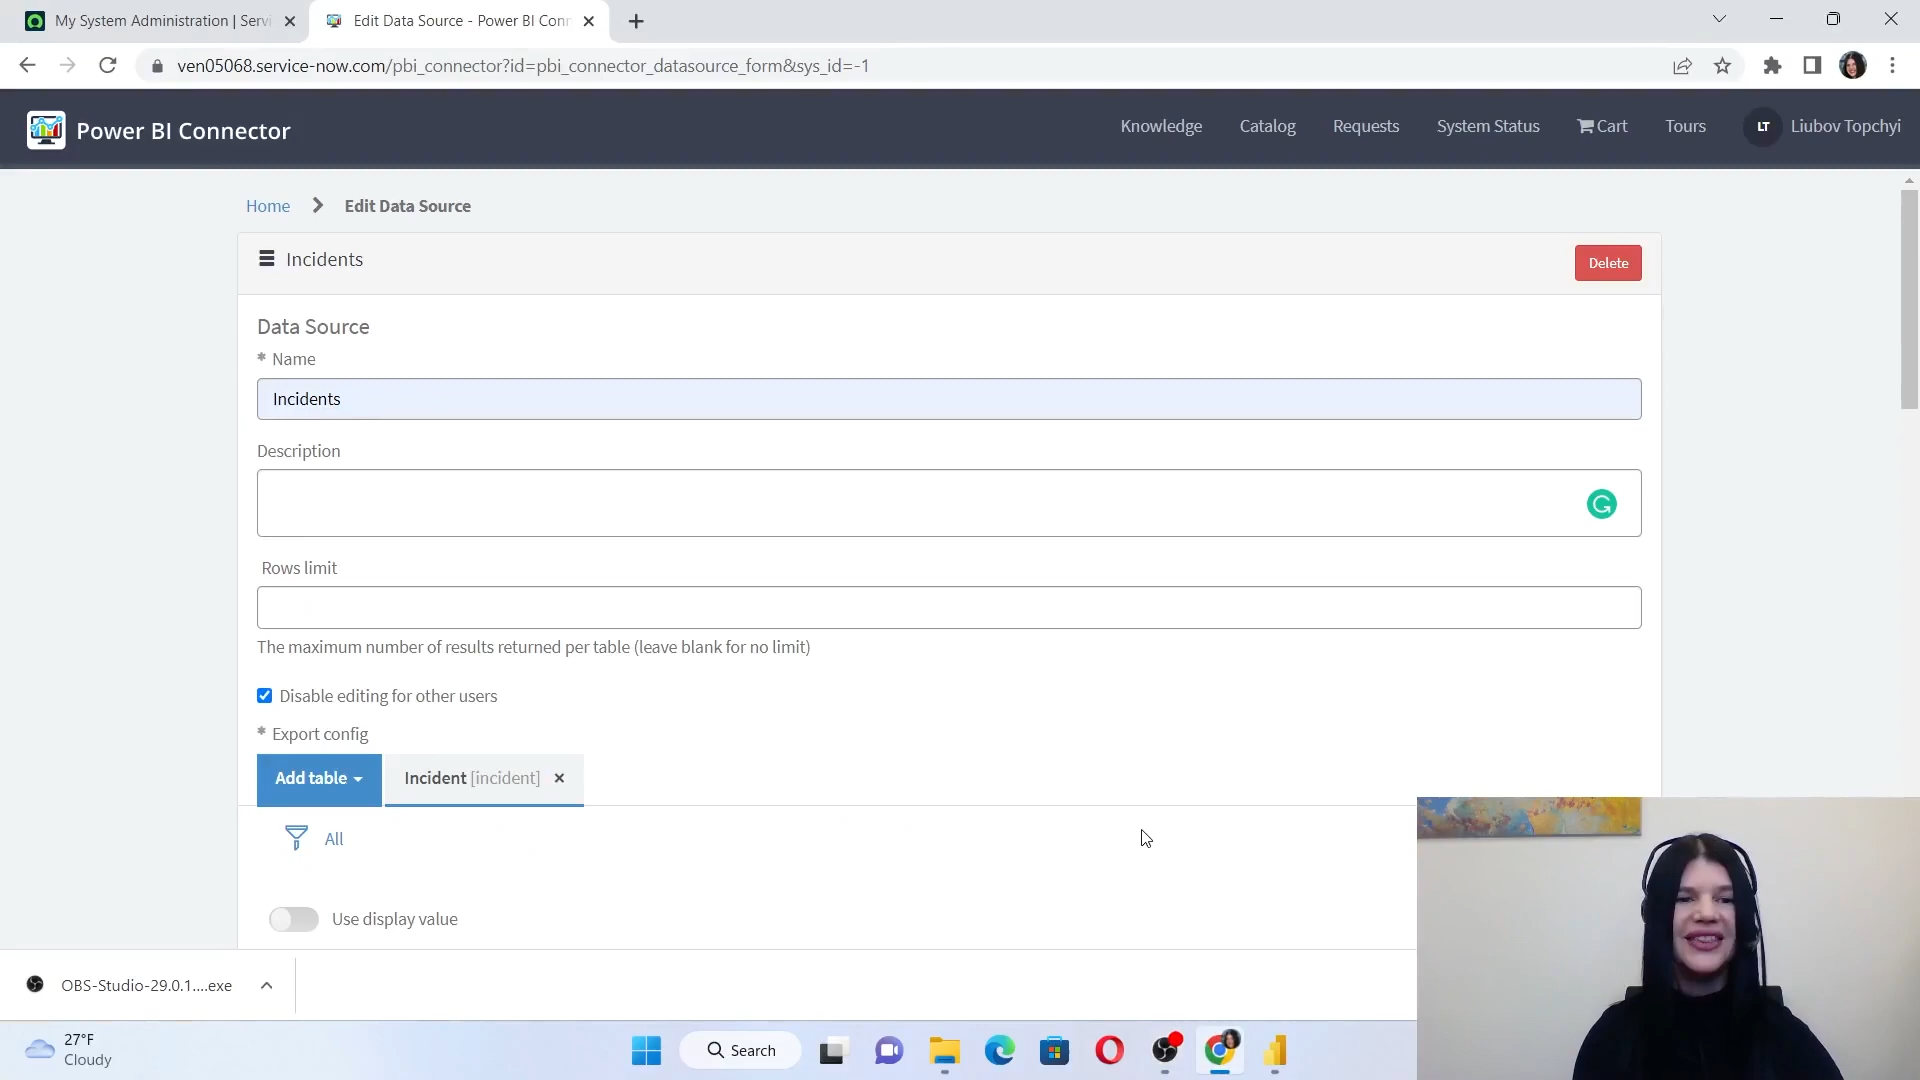 My System Administration | Servi
Edit Data Source - Power BI Conn
ven05068.service-now.com/pbi_connector?id=pbi_connector_datasource_form&sys_id=-1
Power BI Connector
Knowledge
Catalog
Requests
System Status
Cart
Tours
LT
Liubov Topchyi
Home
Edit Data Source
Incidents
Delete
Data Source
* Name
Incidents
Description
Rows limit
The maximum number of results returned per table (leave blank for no limit)
Disable editing for other users
* Export config
Add table
Incident [incident]
All
Use display value
OBS-Studio-29.0.1....exe
27°F
Cloudy
Search